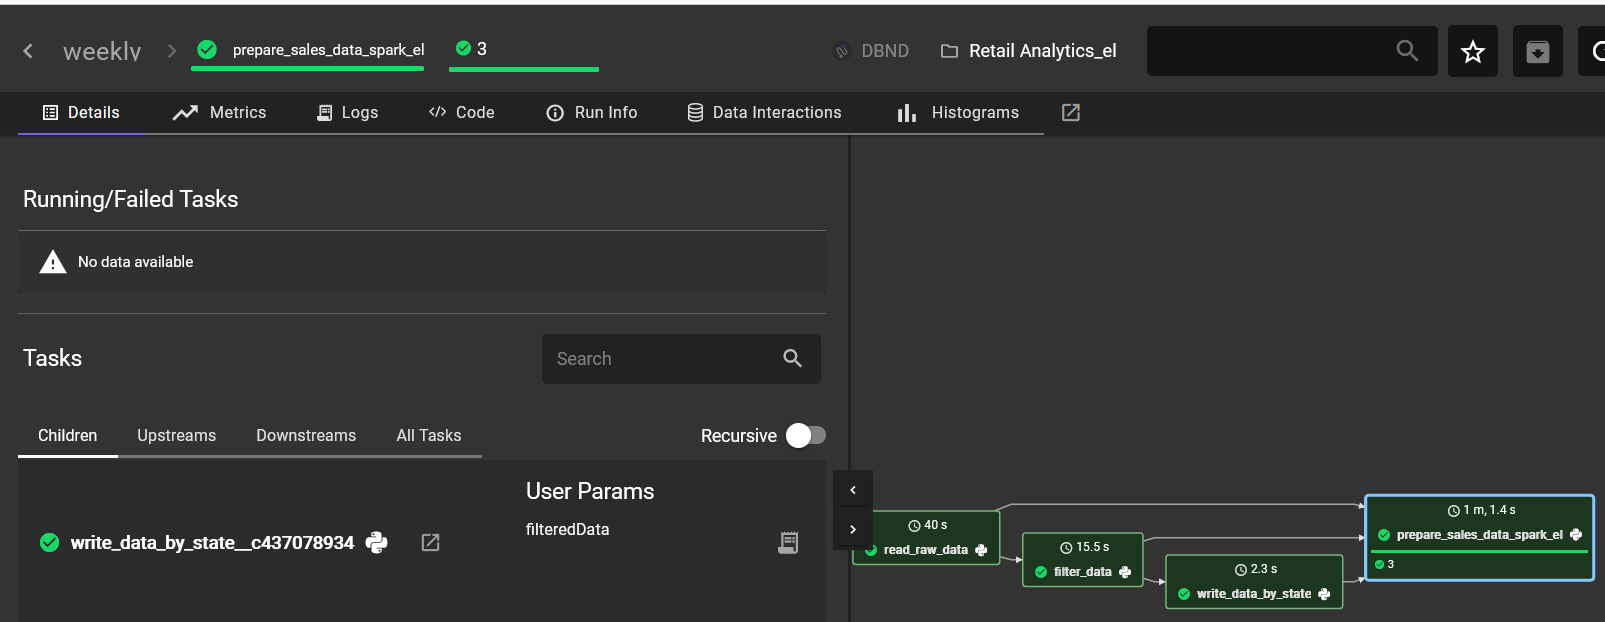 weekly
prepare_sales_data_spark_el
3
DBND
Retail Analytics_el
Details
Metrics
Logs
Code
Run Info
Data Interactions
Histograms
Running/Failed Tasks
No data available
Tasks
Search
Children
Upstreams
Downstreams
All Tasks
Recursive
User Params
write_data_by_state__c437078934
filteredData
40 s
read_raw_data
15.5 s
filter_data
2.3 s
write_data_by_state
1 m, 1.4 s
prepare_sales_data_spark_el
3